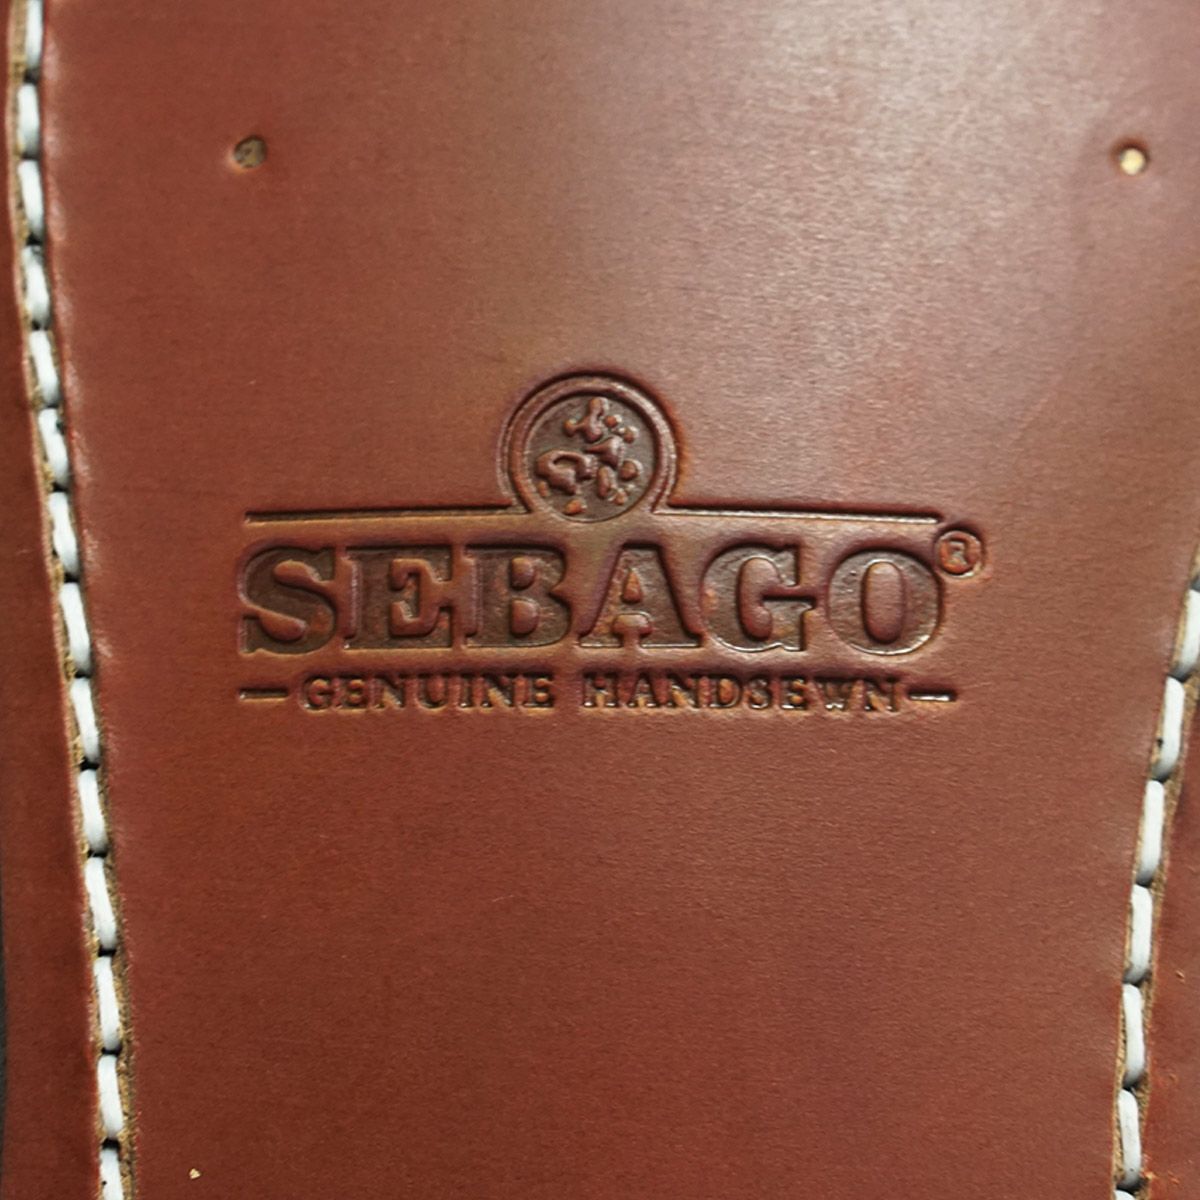 SEBAGO®
— GENUINE HANDSEWN —